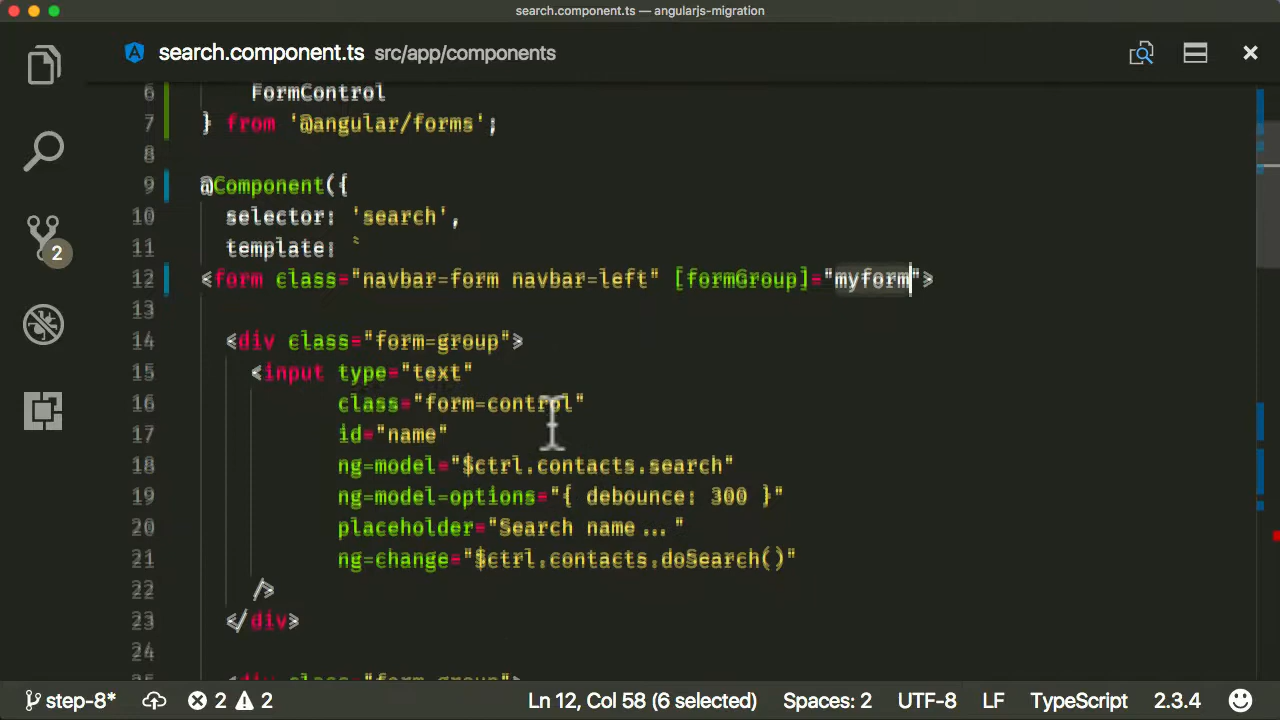 search.component.ts — angularjs-migration
search.component.ts src/app/components
6 FormControl
7 } from '@angular/forms';
8
9 @Component({
10 selector: 'search',
11 template: `
12 <form class="navbar-form navbar-left" [formGroup]="myform">
13
14 <div class="form-group">
15 <input type="text"
16 class="form-control"
17 id="name"
18 ng-model="$ctrl.contacts.search"
19 ng-model-options="{ debounce: 300 }"
20 placeholder="Search name..."
21 ng-change="$ctrl.contacts.doSearch()"
22 />
23 </div>
24
25 <div class="form-group">
2
step-8* 2 2 Ln 12, Col 58 (6 selected) Spaces: 2 UTF-8 LF TypeScript 2.3.4